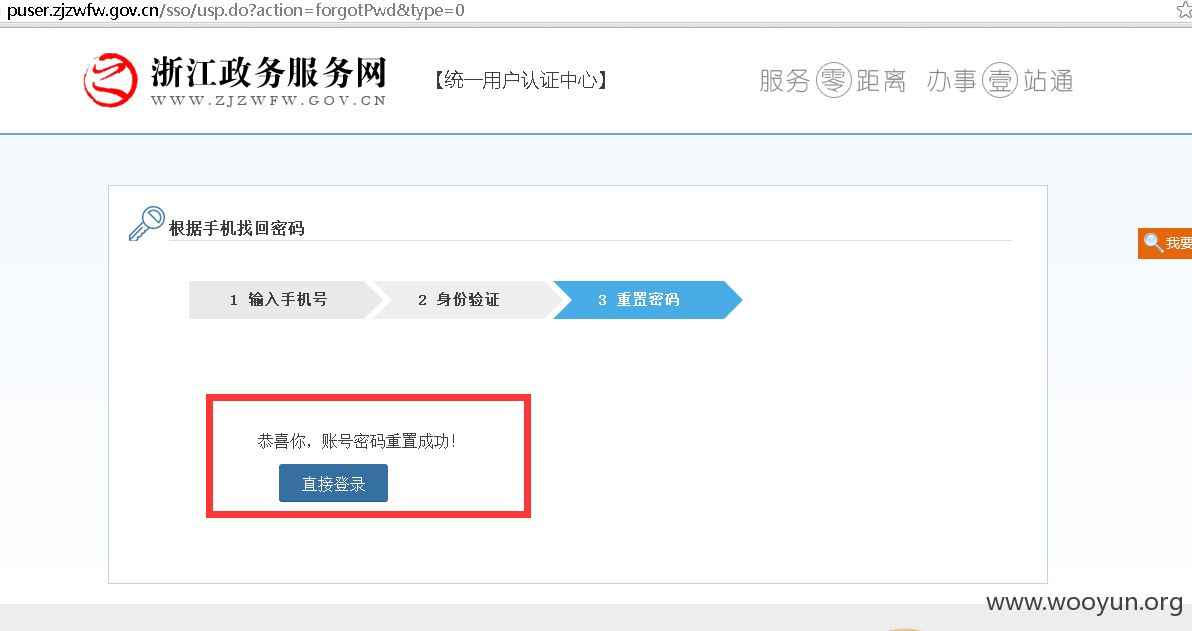 puser.zjzwfw.gov.cn/sso/usp.do?action=forgotPwd&type=0
浙江政务服务网
WWW.ZJZWFW.GOV.CN
【统一用户认证中心】
服务零距离 办事壹站通
根据手机找回密码
我要
1 输入手机号
2 身份验证
3 重置密码
恭喜你，账号密码重置成功！
直接登录
www.wooyun.org